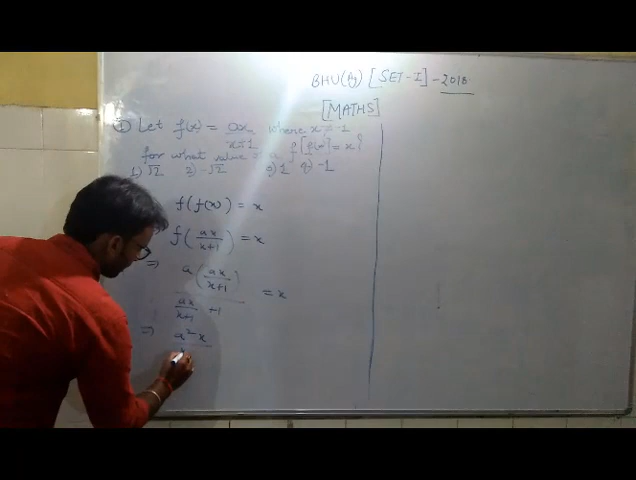 BHU(Ag) [SET-I] - 2018
[MATHS]
① Let f(x) = ax/x+1, where x ≠ -1
for what value of a f{f(x)} = x}
1) √2 2) -√2 3) 1 4) -1
f(f(x)) = x
f(ax/x+1) = x
⇒ a(ax/x+1) / ax/x+1 +1 = x
⇒ a²x